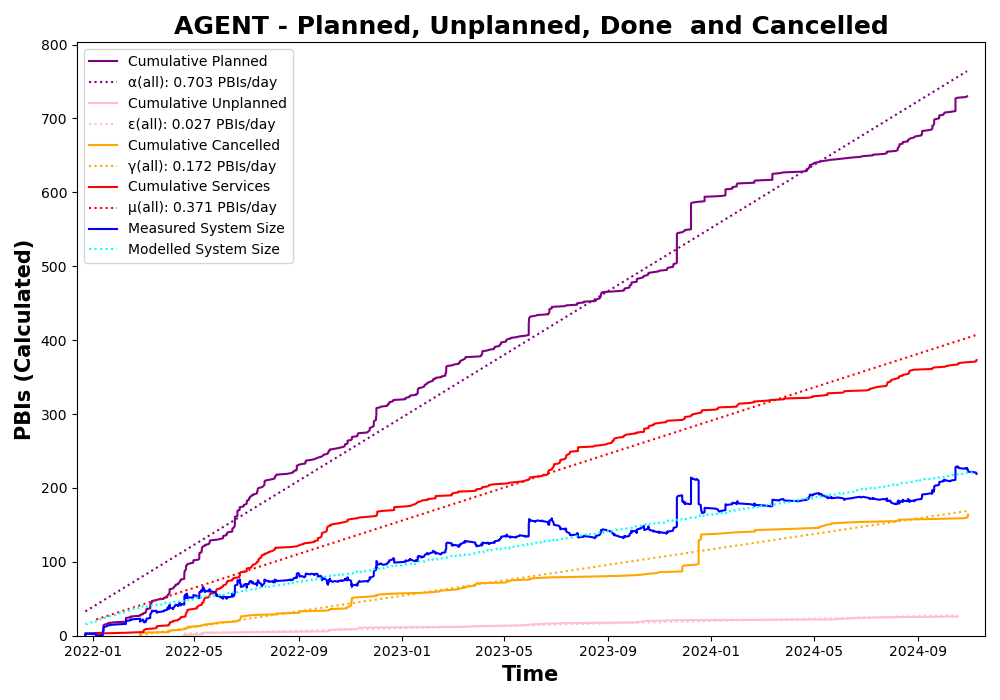 AGENT - Planned, Unplanned, Done  and Cancelled
PBIs (Calculated)
800
700
600
500
400
300
200
100
0
Cumulative Planned
α(all): 0.703 PBIs/day
Cumulative Unplanned
ε(all): 0.027 PBIs/day
Cumulative Cancelled
γ(all): 0.172 PBIs/day
Cumulative Services
μ(all): 0.371 PBIs/day
Measured System Size
Modelled System Size
2022-01 2022-05 2022-09 2023-01 2023-05 2023-09 2024-01 2024-05 2024-09
Time